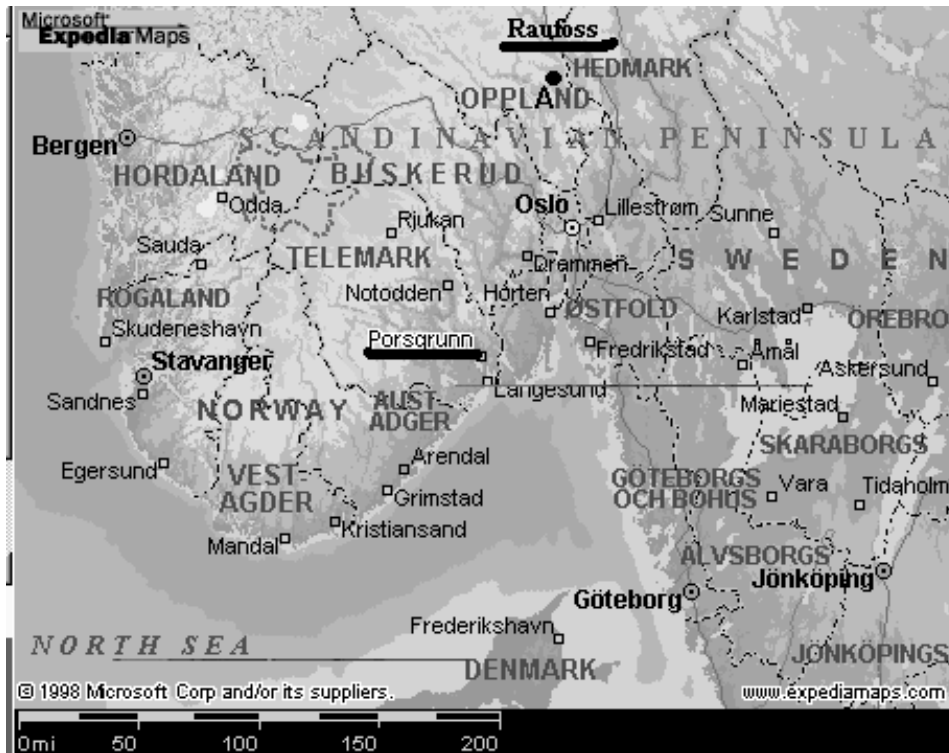 Microsoft
Expedia Maps
Raufoss
HEDMARK
OPPLAND
SCANDINAVIAN PENINSULA
Bergen
HORDALAND
BUSKERUD
Odda
Oslo
Lillestrøm
Sunne
Rjukan
Sauda
TELEMARK
Drammen
SWEDEN
ROGALAND
Notodden
Horten
ØSTFOLD
Karlstad
ÖREBRO
Skudeneshavn
Porsgrunn
Fredrikstad
Åmål
Stavanger
Langesund
Askersund
Sandnes
NORWAY
AUST-
ADGER
Mariestad
SKARABORGS
Egersund
Arendal
VEST-
AGDER
Grimstad
GÖTEBORGS
OCH BOHUS
Vara
Tidaholm
Kristiansand
Mandal
ÄLVSBORGS
Jönköping
Göteborg
Frederikshavn
NORTH SEA
DENMARK
JÖNKÖPINGS
© 1998 Microsoft Corp and/or its suppliers.
www.expediamaps.com
0mi 50 100 150 200